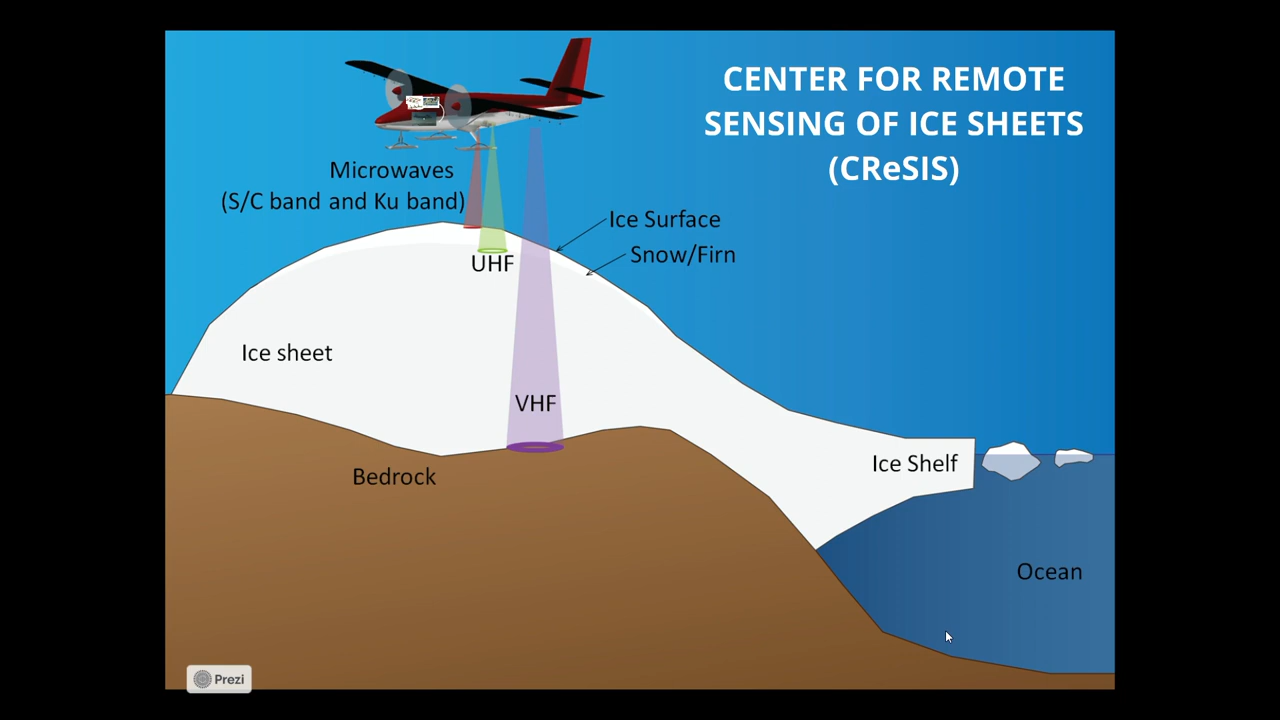 CENTER FOR REMOTE
SENSING OF ICE SHEETS
(CReSIS)
Microwaves
(S/C band and Ku band)
Ice Surface
Snow/Firn
UHF
Ice sheet
VHF
Ice Shelf
Bedrock
Ocean
Prezi